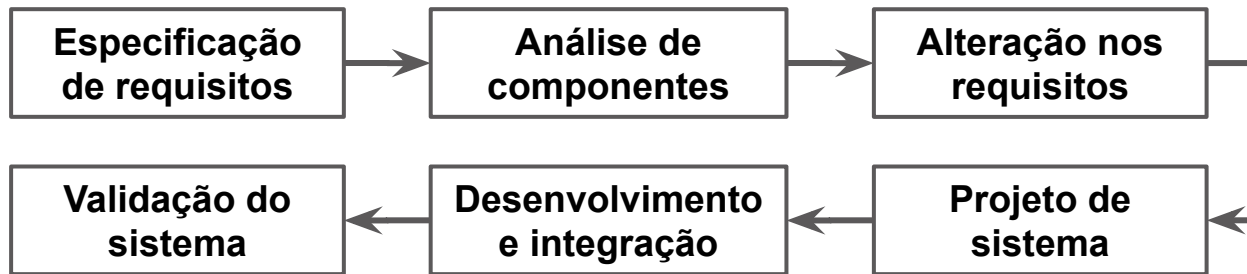 Especificação
de requisitos
Análise de
componentes
Alteração nos
requisitos
Validação do
sistema
Desenvolvimento
e integração
Projeto de
sistema